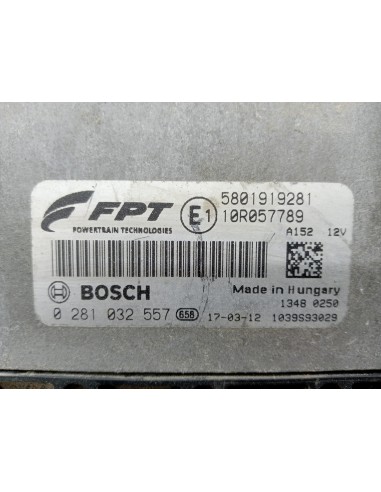 FPT
POWERTRAIN TECHNOLOGIES
E1
5801919281
10R057789
A152 12V
BOSCH
Made in Hungary
1348 0250
0 281 032 557 658 17-03-12 1039S93029